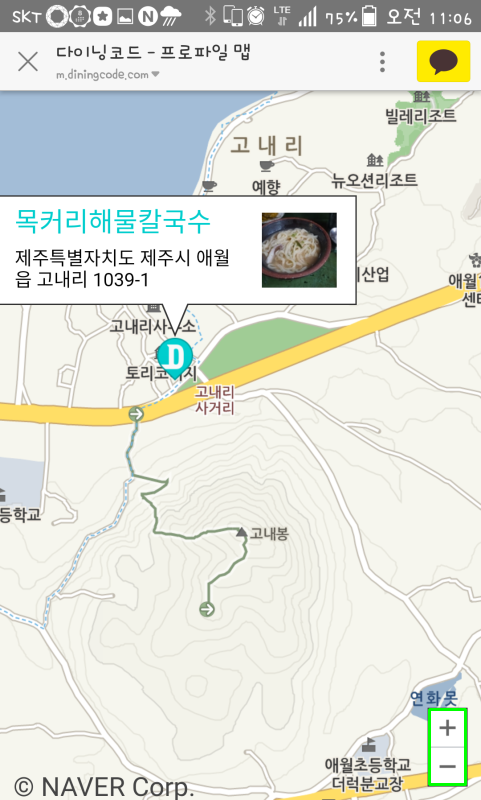 SKT N LTE 75% 오전 11:06
다이닝코드 - 프로파일 맵
m.diningcode.com
빌레리조트
고내리
예향
뉴오션리조트
목커리해물칼국수
제주특별자치도 제주시 애월
읍 고내리 1039-1
산업
애월
센터
고내리사무소
D
고내리
사거리
고내봉
등학교
연화못
+
애월초등학교
더럭분교장
−
© NAVER Corp.